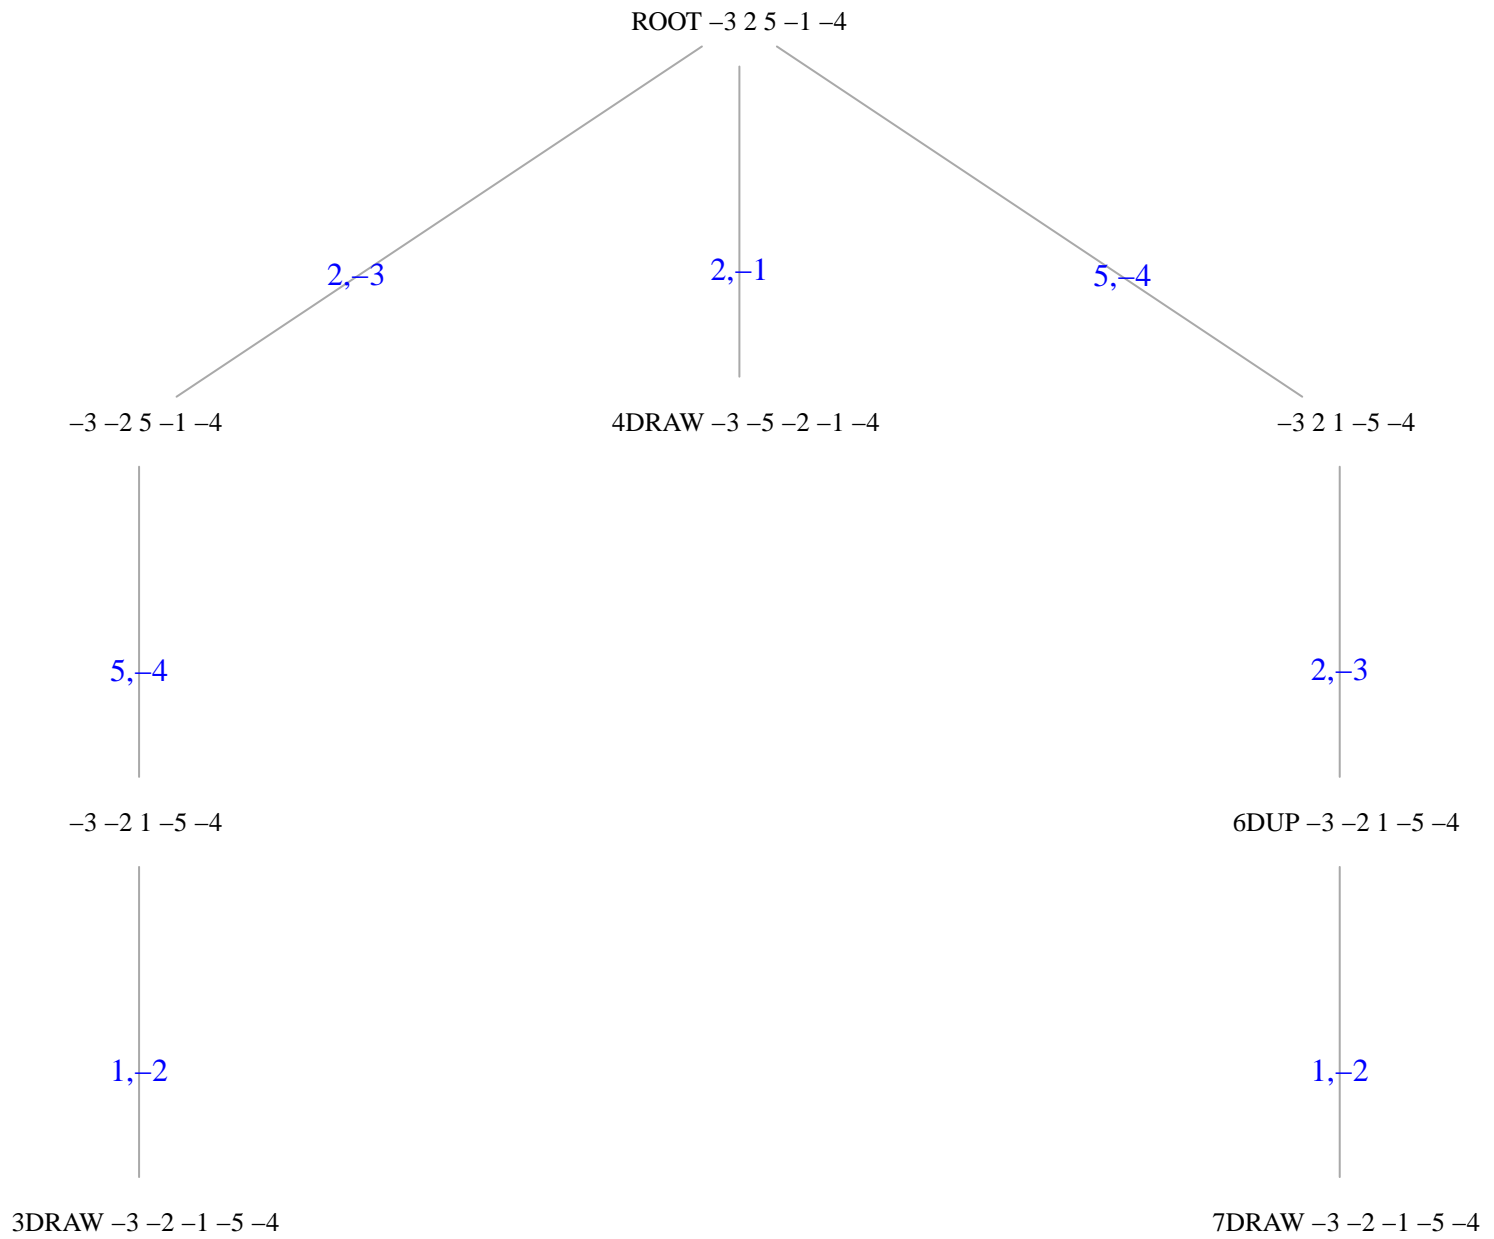 ROOT –3 2 5 –1 –4
2,–3
2,–1
5,–4
–3 –2 5 –1 –4
4DRAW –3 –5 –2 –1 –4
–3 2 1 –5 –4
5,–4
2,–3
–3 –2 1 –5 –4
6DUP –3 –2 1 –5 –4
1,–2
1,–2
3DRAW –3 –2 –1 –5 –4
7DRAW –3 –2 –1 –5 –4